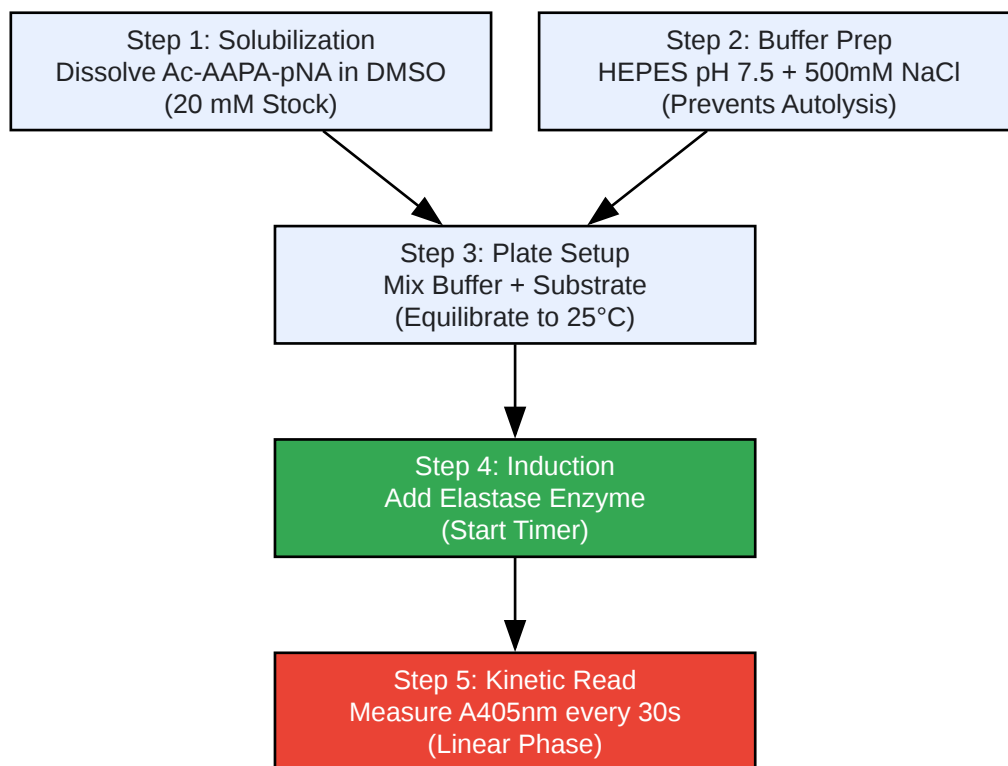 Step 1: Solubilization
Dissolve Ac-AAPA-pNA in DMSO
(20 mM Stock)
Step 2: Buffer Prep
HEPES pH 7.5 + 500mM NaCl
(Prevents Autolysis)
Step 3: Plate Setup
Mix Buffer + Substrate
(Equilibrate to 25°C)
Step 4: Induction
Add Elastase Enzyme
(Start Timer)
Step 5: Kinetic Read
Measure A405nm every 30s
(Linear Phase)